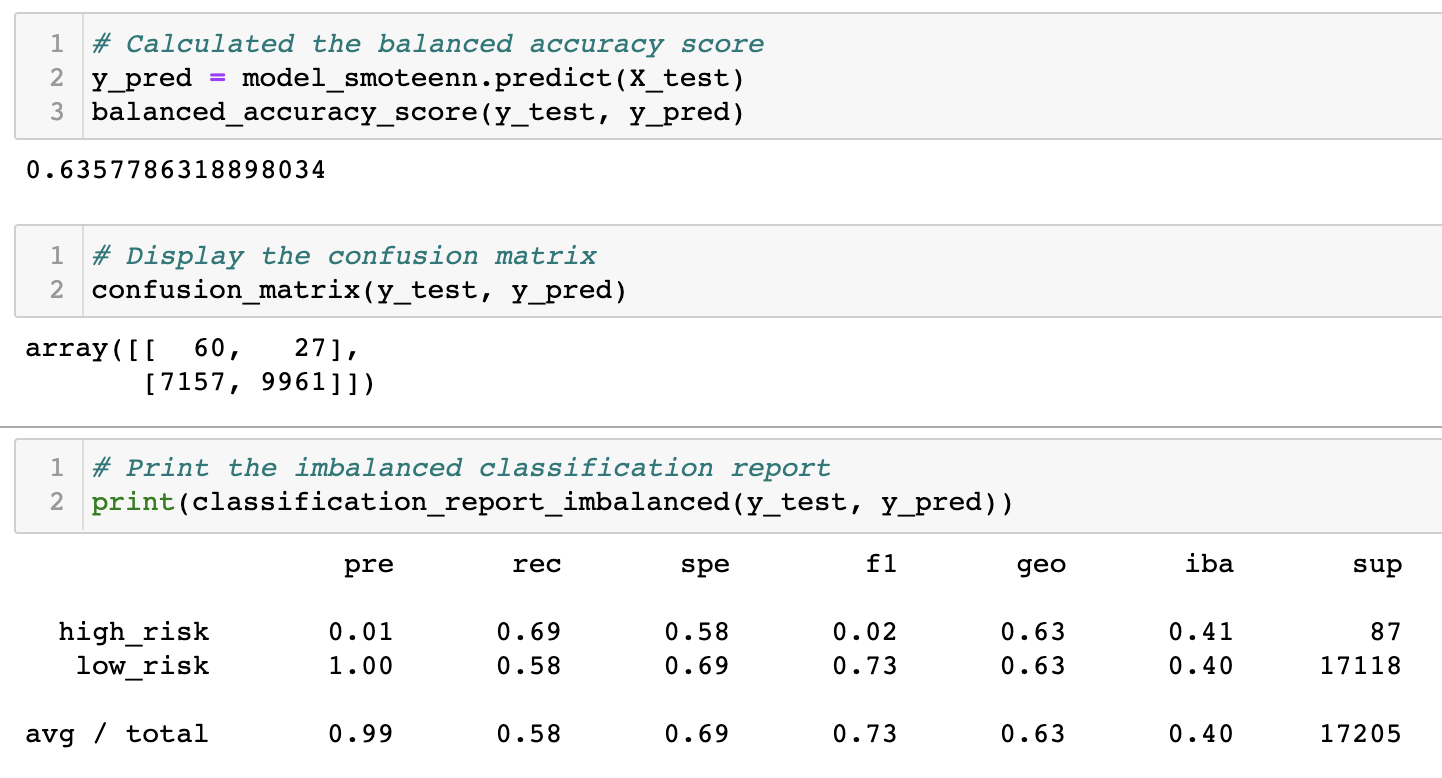 1 # Calculated the balanced accuracy score
2 y_pred = model_smoteenn.predict(X_test)
3 balanced_accuracy_score(y_test, y_pred)
0.6357786318898034
1 # Display the confusion matrix
2 confusion_matrix(y_test, y_pred)
array([[  60,   27],
       [7157, 9961]])
1 # Print the imbalanced classification report
2 print(classification_report_imbalanced(y_test, y_pred))
pre rec spe f1 geo iba sup
high_risk 0.01 0.69 0.58 0.02 0.63 0.41 87
low_risk 1.00 0.58 0.69 0.73 0.63 0.40 17118
avg / total 0.99 0.58 0.69 0.73 0.63 0.40 17205